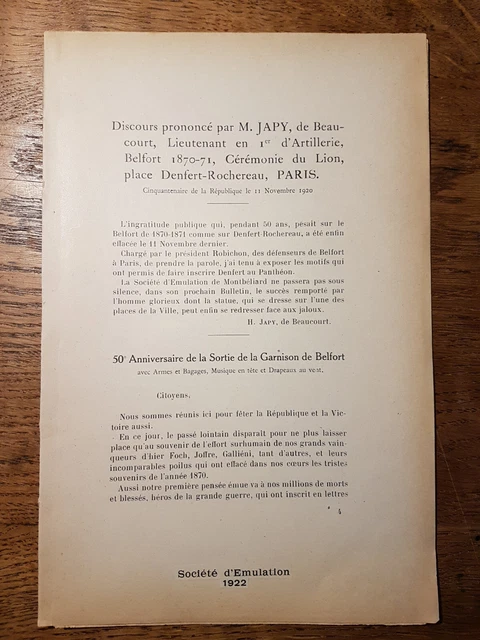 Discours prononcé par M. JAPY, de Beau-
court, Lieutenant en 1er d'Artillerie,
Belfort 1870-71, Cérémonie du Lion,
place Denfert-Rochereau, PARIS.
Cinquantenaire de la République le 11 Novembre 1920
L'ingratitude publique qui, pendant 50 ans, pesait sur le
Belfort de 1870-1871 comme sur Denfert-Rochereau, a été enfin
effacée le 11 Novembre dernier.
Chargé par le président Robichon, des défenseurs de Belfort
à Paris, de prendre la parole, j'ai tenu à exposer les motifs qui
ont permis de faire inscrire Denfert au Panthéon.
La Société d'Emulation de Montbéliard ne passera pas sous
silence, dans son prochain Bulletin, le succès remporté par
l'homme glorieux dont la statue, qui se dresse sur l'une des
places de la Ville, peut enfin se redresser face aux jaloux.
H. JAPY, de Beaucourt.
50e Anniversaire de la Sortie de la Garnison de Belfort
avec Armes et Bagages, Musique en tête et Drapeaux au vent.
Citoyens,
Nous sommes réunis ici pour fêter la République et la Vic-
toire aussi.
En ce jour, le passé lointain disparaît pour ne plus laisser
place qu'au souvenir de l'effort surhumain de nos grands vain-
queurs d'hier Foch, Joffre, Galliéni, tant d'autres, et leurs
incomparables poilus qui ont effacé dans nos cœurs les tristes
souvenirs de l'année 1870.
Aussi notre première pensée émue va à nos millions de morts
et blessés, héros de la grande guerre, qui ont inscrit en lettres
4
Société d'Emulation
1922